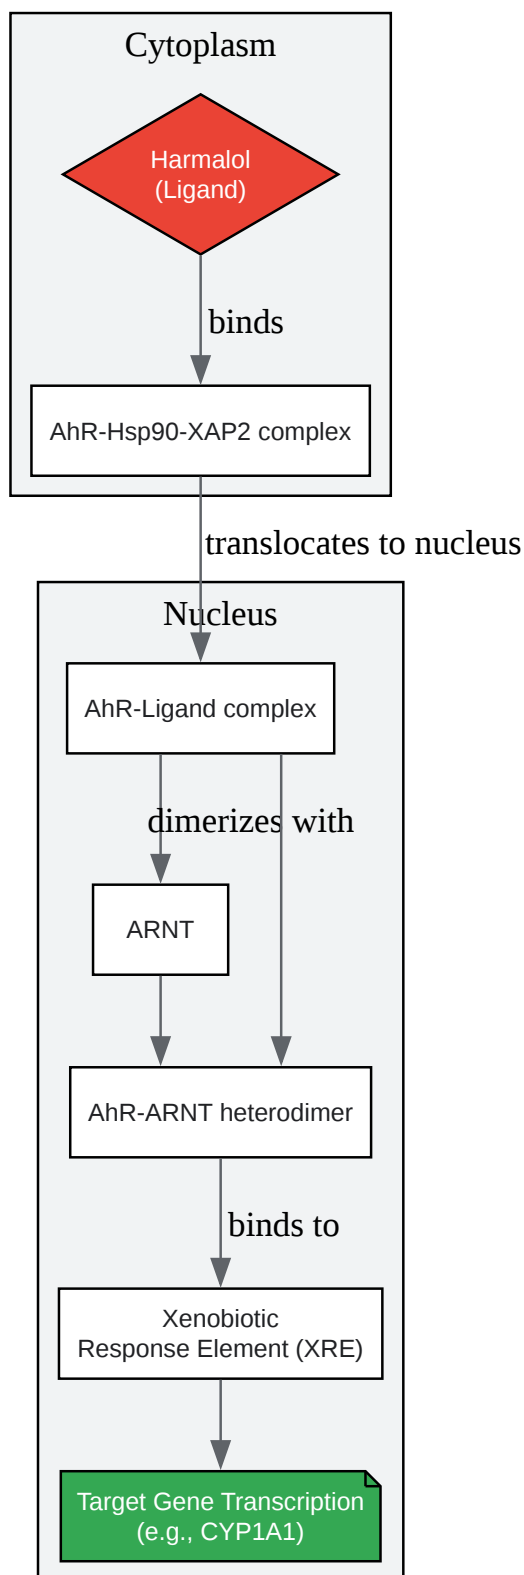 Cytoplasm
Harmalol
(Ligand)
binds
AhR-Hsp90-XAP2 complex
translocates to nucleus
Nucleus
AhR-Ligand complex
dimerizes with
ARNT
AhR-ARNT heterodimer
binds to
Xenobiotic
Response Element (XRE)
Target Gene Transcription
(e.g., CYP1A1)